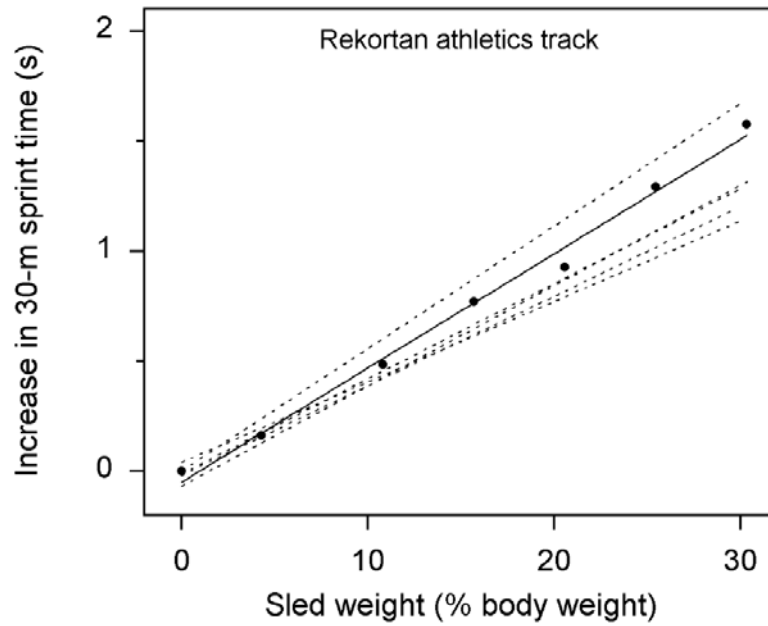 Rekortan athletics track
Increase in 30-m sprint time (s)
2
1
0
0
10
20
30
Sled weight (% body weight)